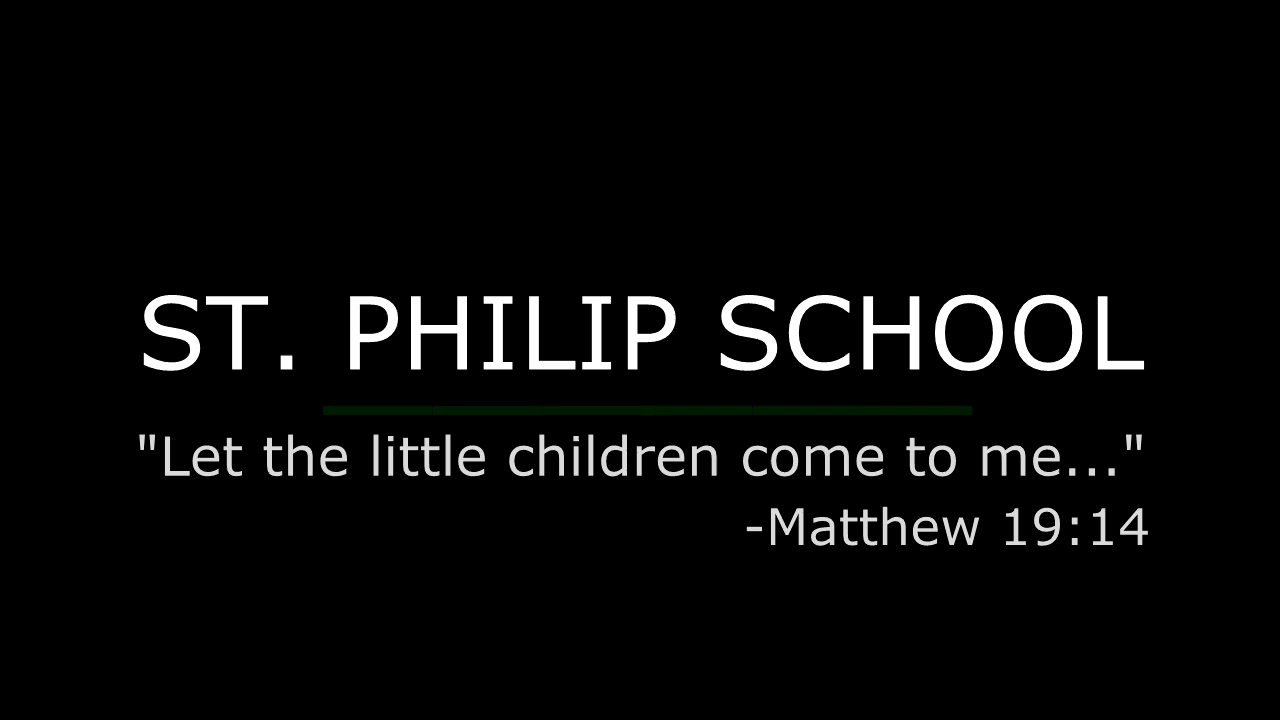 ST. PHILIP SCHOOL
"Let the little children come to me..."
-Matthew 19:14